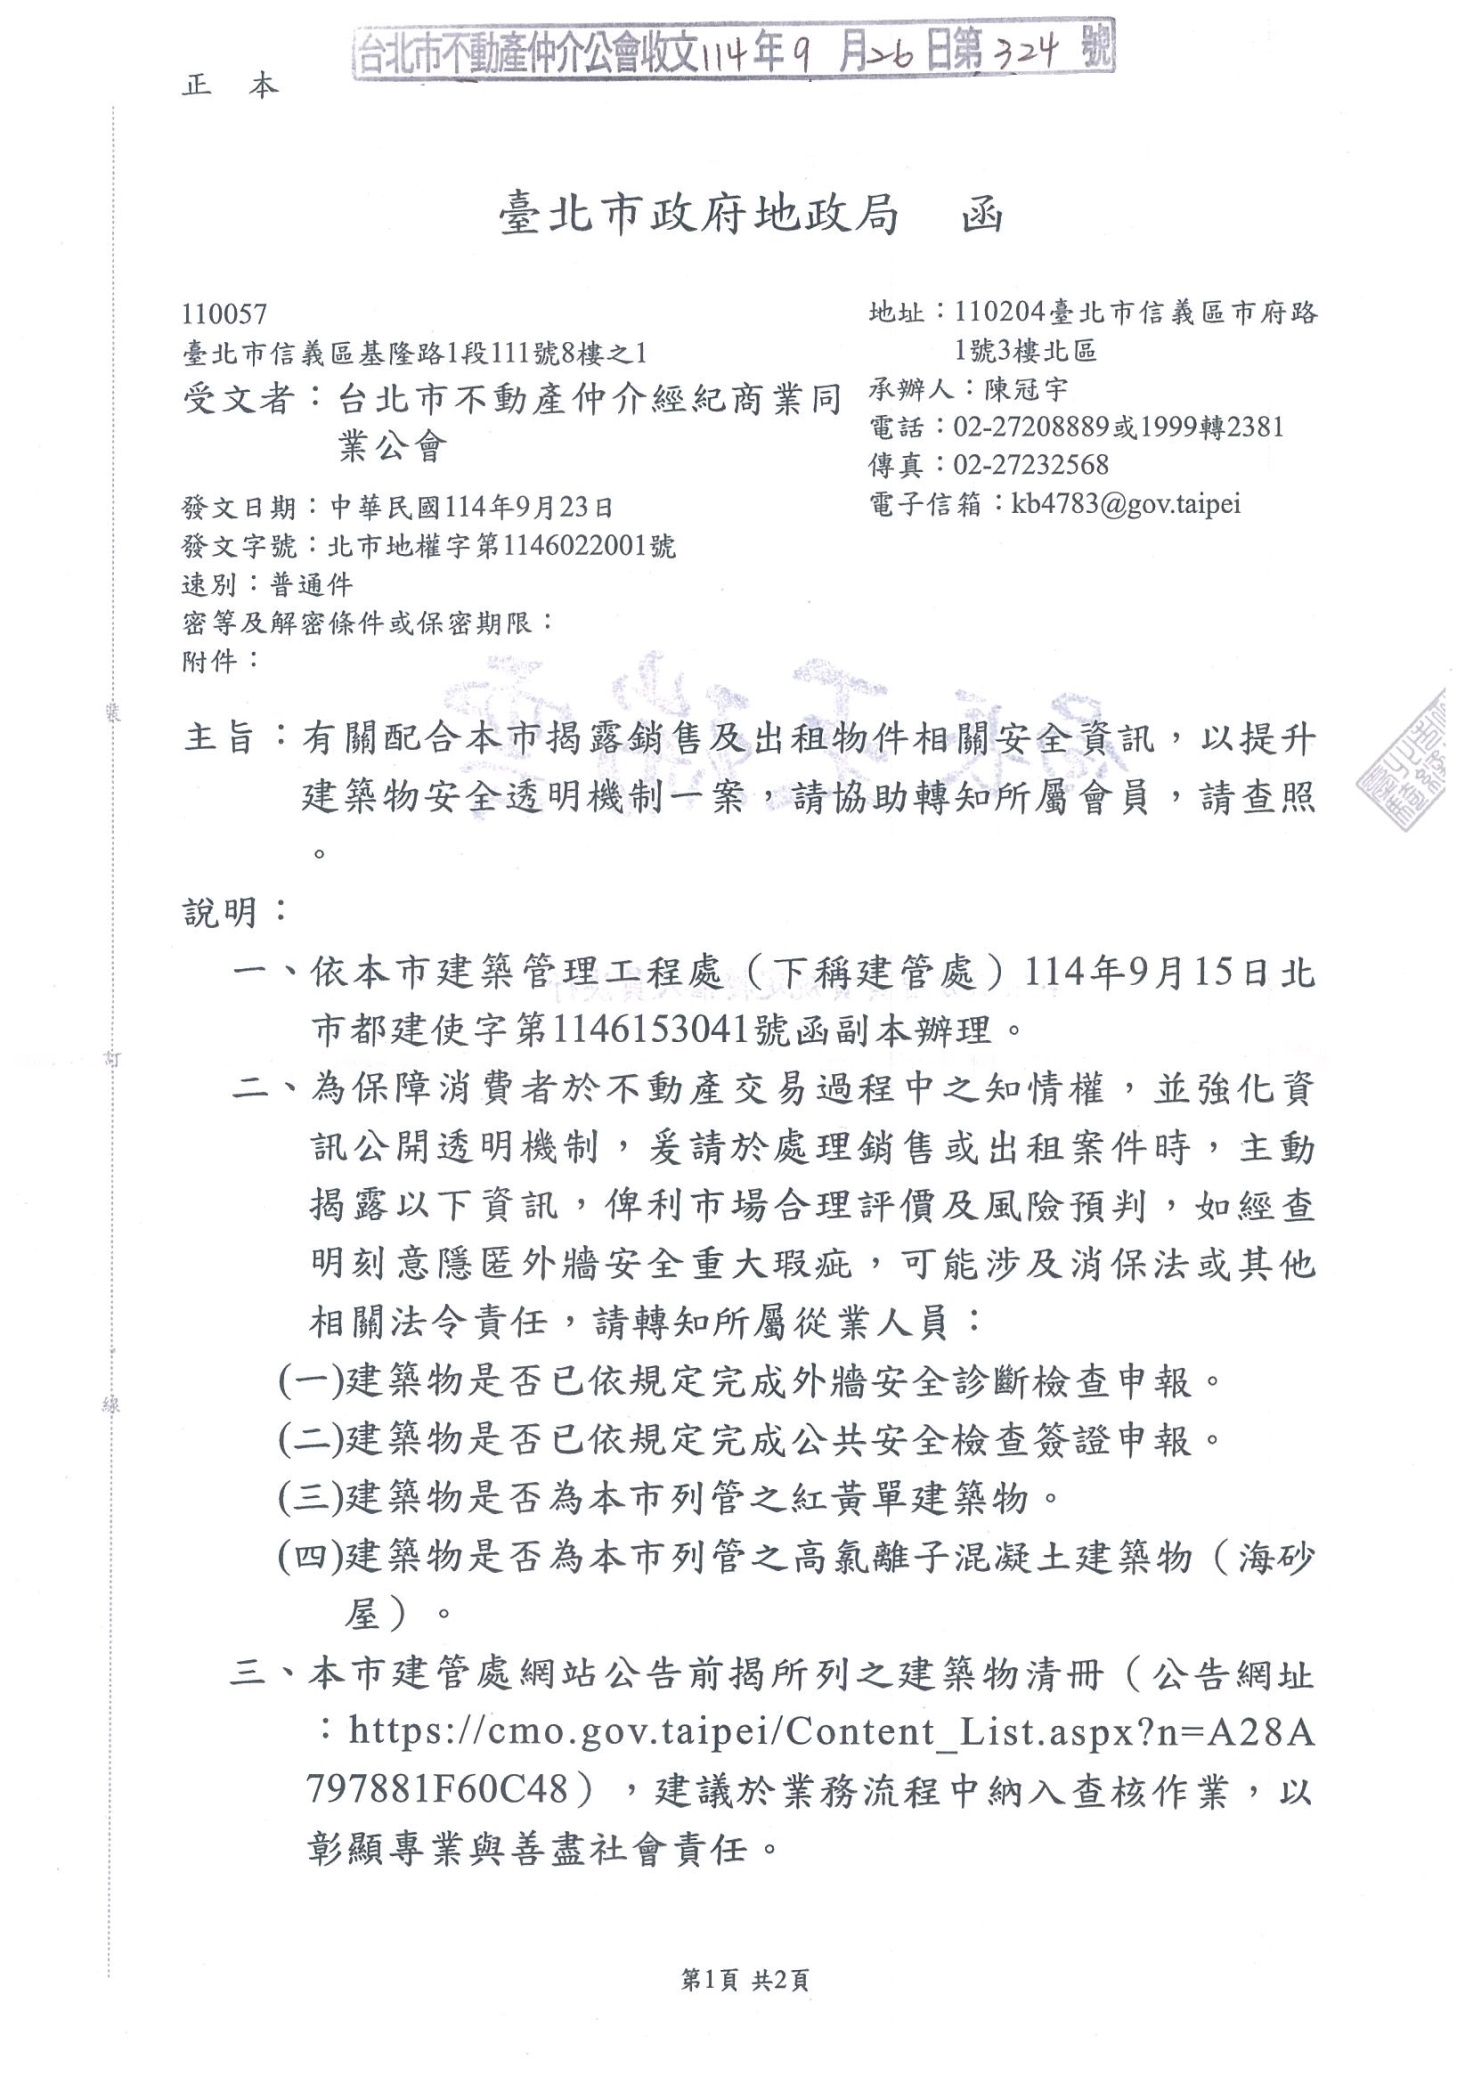 台北市不動產仲介公會收文114年9月26日第324號
正　本
臺北市政府地政局　函
110057
臺北市信義區基隆路1段111號8樓之1
受文者：台北市不動產仲介經紀商業同
業公會
地址：110204臺北市信義區市府路
1號3樓北區
承辦人：陳冠宇
電話：02-27208889或1999轉2381
傳真：02-27232568
電子信箱：kb4783@gov.taipei
發文日期：中華民國114年9月23日
發文字號：北市地權字第1146022001號
速別：普通件
密等及解密條件或保密期限：
附件：
主旨：有關配合本市揭露銷售及出租物件相關安全資訊，以提升
建築物安全透明機制一案，請協助轉知所屬會員，請查照
。
說明：
一、依本市建築管理工程處（下稱建管處）114年9月15日北
市都建使字第1146153041號函副本辦理。
二、為保障消費者於不動產交易過程中之知情權，並強化資
訊公開透明機制，爰請於處理銷售或出租案件時，主動
揭露以下資訊，俾利市場合理評價及風險預判，如經查
明刻意隱匿外牆安全重大瑕疵，可能涉及消保法或其他
相關法令責任，請轉知所屬從業人員：
(一)建築物是否已依規定完成外牆安全診斷檢查申報。
(二)建築物是否已依規定完成公共安全檢查簽證申報。
(三)建築物是否為本市列管之紅黃單建築物。
(四)建築物是否為本市列管之高氯離子混凝土建築物（海砂
屋）。
三、本市建管處網站公告前揭所列之建築物清冊（公告網址
：https://cmo.gov.taipei/Content_List.aspx?n=A28A
797881F60C48），建議於業務流程中納入查核作業，以
彰顯專業與善盡社會責任。
裝
訂
線
第1頁 共2頁